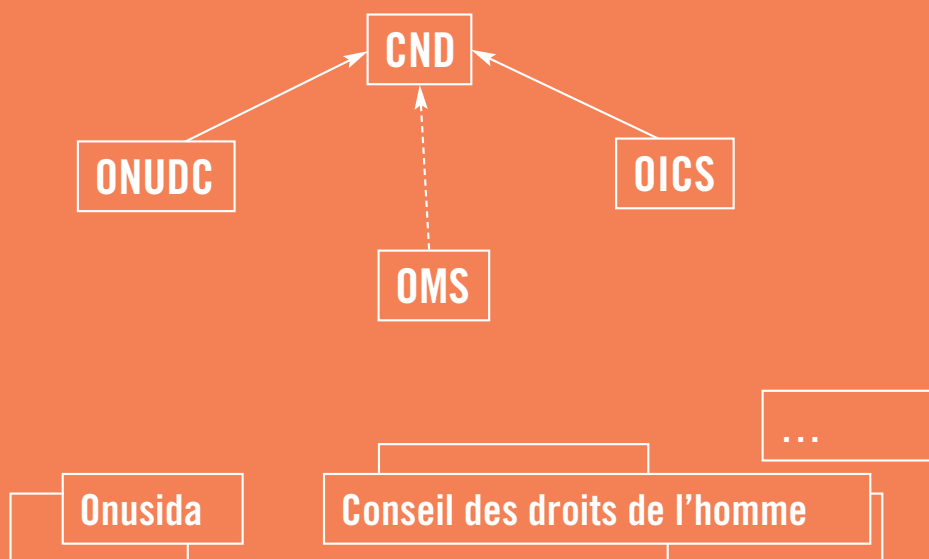 CND
ONUDC
OICS
OMS
...
Onusida
Conseil des droits de l'homme